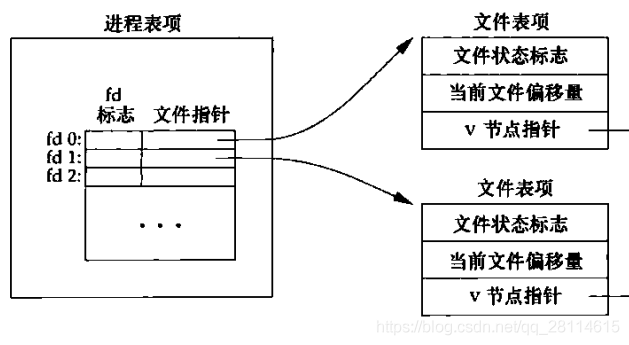 进程表项
fd
标志 文件指针
fd 0:
fd 1:
fd 2:
• • •
文件表项
文件状态标志
当前文件偏移量
v 节点指针
文件表项
文件状态标志
当前文件偏移量
v 节点指针
https://blog.csdn.net/qq_28114615